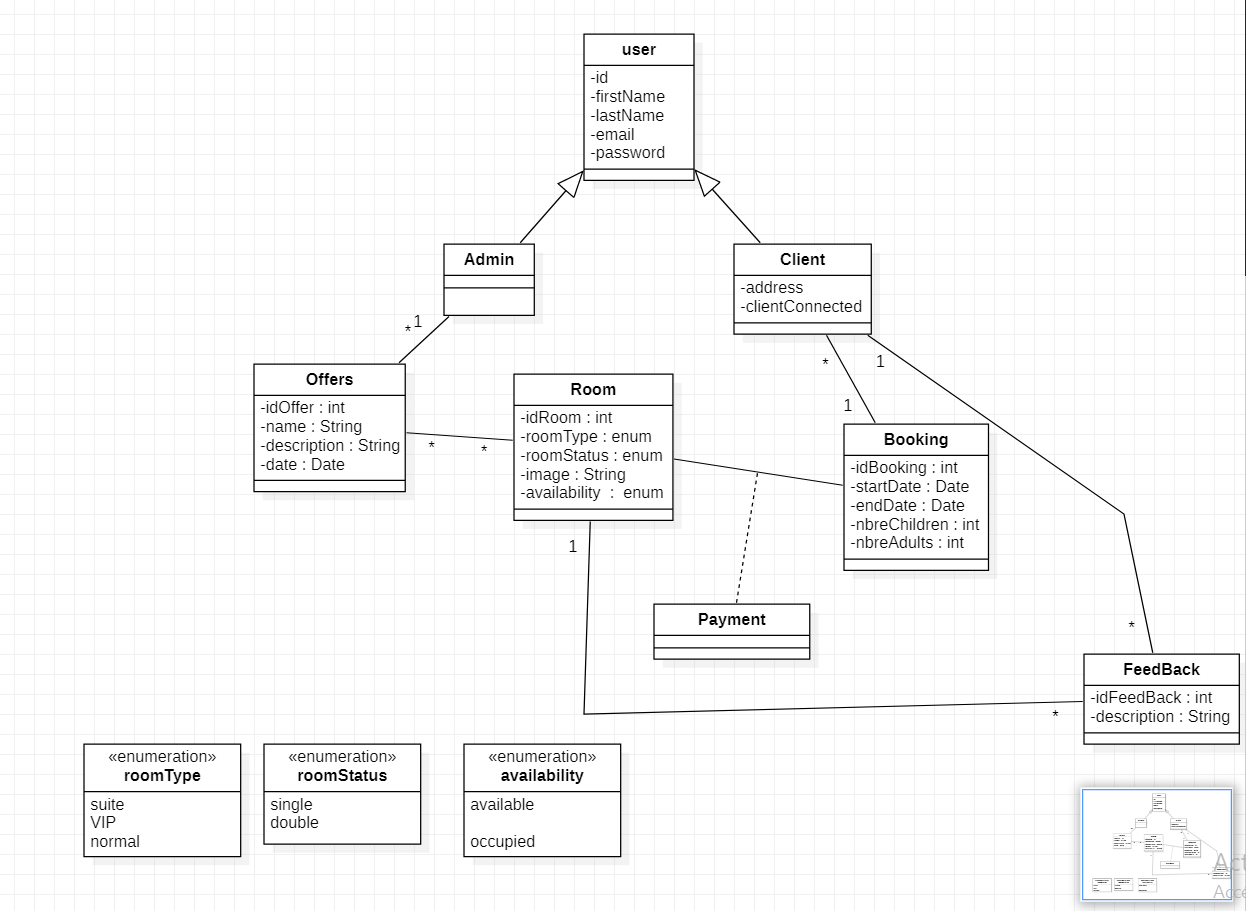 user
-id
-firstName
-lastName
-email
-password
Admin
Client
-address
-clientConnected
* 1
* 1
1 *
Offers
-idOffer : int
-name : String
-description : String
-date : Date
* *
Room
-idRoom : int
-roomType : enum
-roomStatus : enum
-image : String
-availability : enum
Booking
-idBooking : int
-startDate : Date
-endDate : Date
-nbreChildren : int
-nbreAdults : int
1 *
Payment
FeedBack
-idFeedBack : int
-description : String
«enumeration»
roomType
suite
VIP
normal
«enumeration»
roomStatus
single
double
«enumeration»
availability
available
occupied